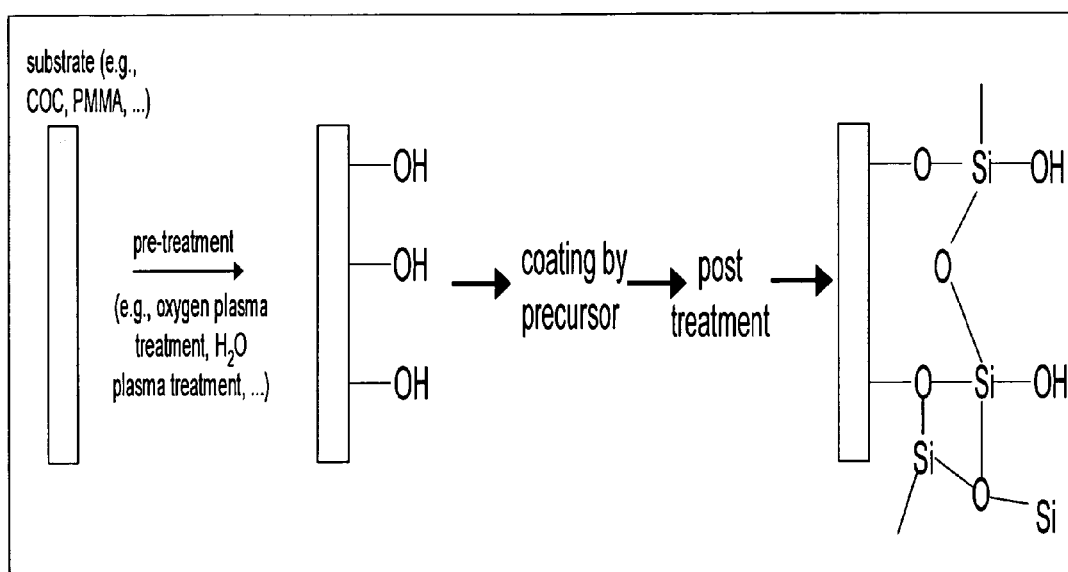 substrate (e.g.,
COC, PMMA, ...)
pre-treatment
(e.g., oxygen plasma
treatment, H₂O
plasma treatment, ...)
OH
OH
OH
coating by
precursor
post
treatment
O Si OH
O
O Si OH
Si
O
Si